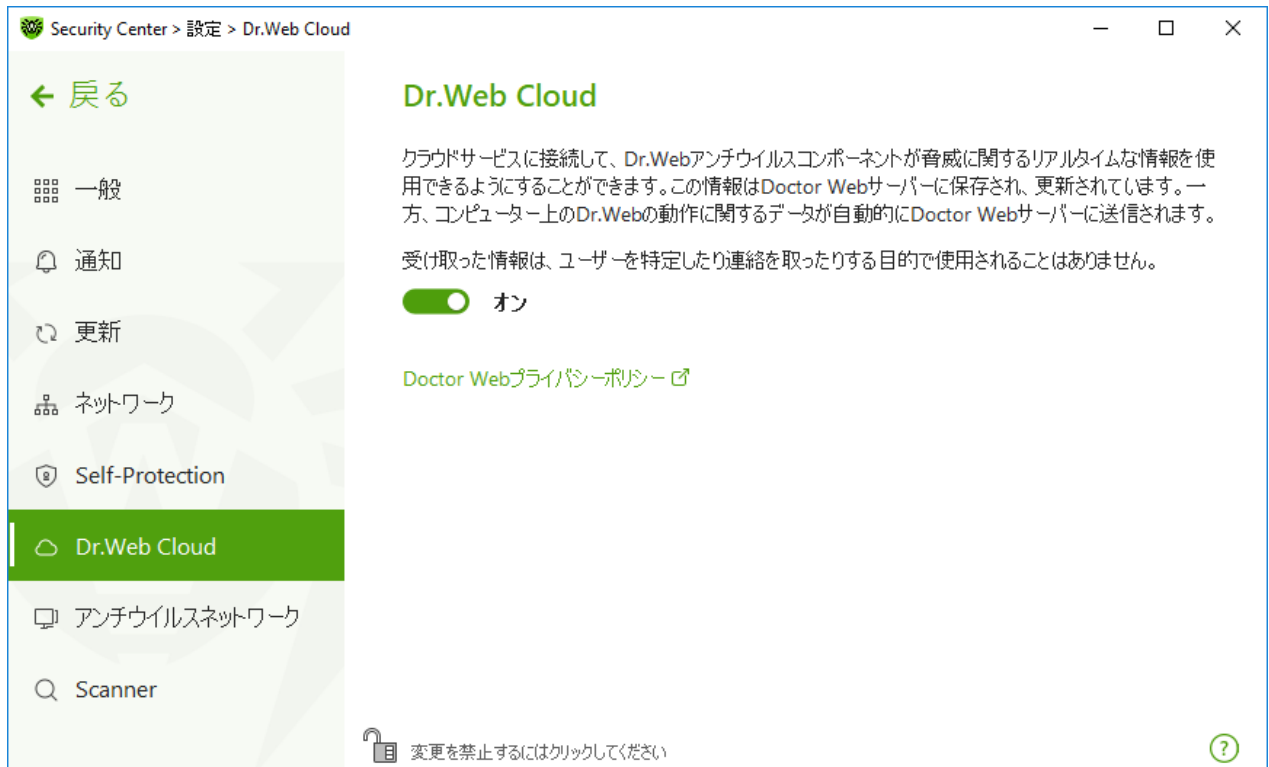 Security Center > 設定 > Dr.Web Cloud
戻る
一般
通知
更新
ネットワーク
Self-Protection
Dr.Web Cloud
アンチウイルスネットワーク
Scanner
Dr.Web Cloud
クラウドサービスに接続して、Dr.Webアンチウイルスコンポーネントが脅威に関するリアルタイムな情報を使
用できるようにすることができます。この情報はDoctor Webサーバーに保存され、更新されています。一
方、コンピューター上のDr.Webの動作に関するデータが自動的にDoctor Webサーバーに送信されます。
受け取った情報は、ユーザーを特定したり連絡を取ったりする目的で使用されることはありません。
オン
Doctor Webプライバシーポリシー
変更を禁止するにはクリックしてください
?